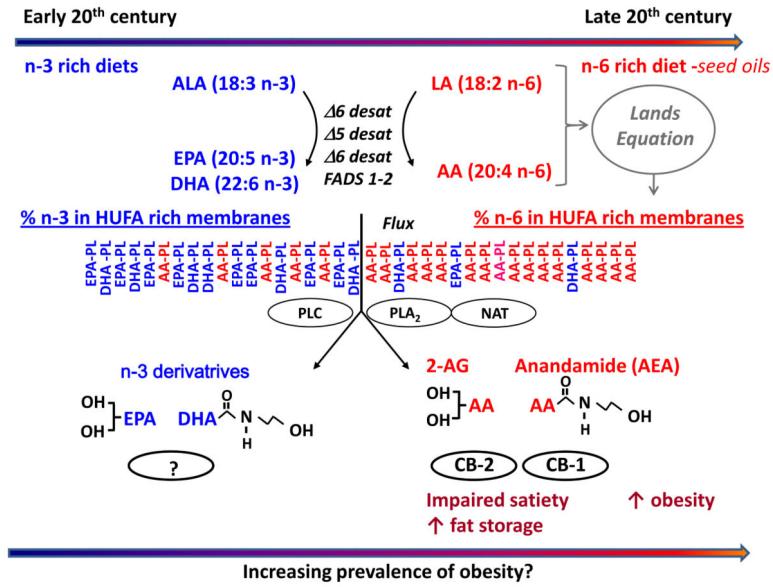 Early 20th century
Late 20th century
n-3 rich diets
n-6 rich diet -seed oils
ALA (18:3 n-3)
LA (18:2 n-6)
Δ6 desat
Δ5 desat
Δ6 desat
FADS 1-2
Lands
Equation
EPA (20:5 n-3)
DHA (22:6 n-3)
AA (20:4 n-6)
% n-3 in HUFA rich membranes
Flux
% n-6 in HUFA rich membranes
EPA-PL
DHA -PL
EPA-PL
EPA-PL
EPA-PL
AA-PL
EPA-PL
DHA-PL
DHA-PL
AA-PL
EPA-PL
EPA-PL
AA-PL
DHA-PL
AA-PL
EPA-PL
AA-PL
EPA-PL
DHA -PL
AA-PL
AA-PL
DHA-PL
AA-PL
AA-PL
AA-PL
EPA-PL
AA-PL
AA-PL
AA-PL
AA-PL
AA-PL
AA-PL
AA-PL
DHA-PL
AA-PL
AA-PL
AA-PL
AA-PL
PLC
PLA2
NAT
n-3 derivatrives
2-AG
Anandamide (AEA)
OH
OH
EPA
DHA
O
N
H
OH
OH
OH
AA
AA
O
N
H
OH
?
CB-2
CB-1
Impaired satiety
↑ obesity
↑ fat storage
Increasing prevalence of obesity?